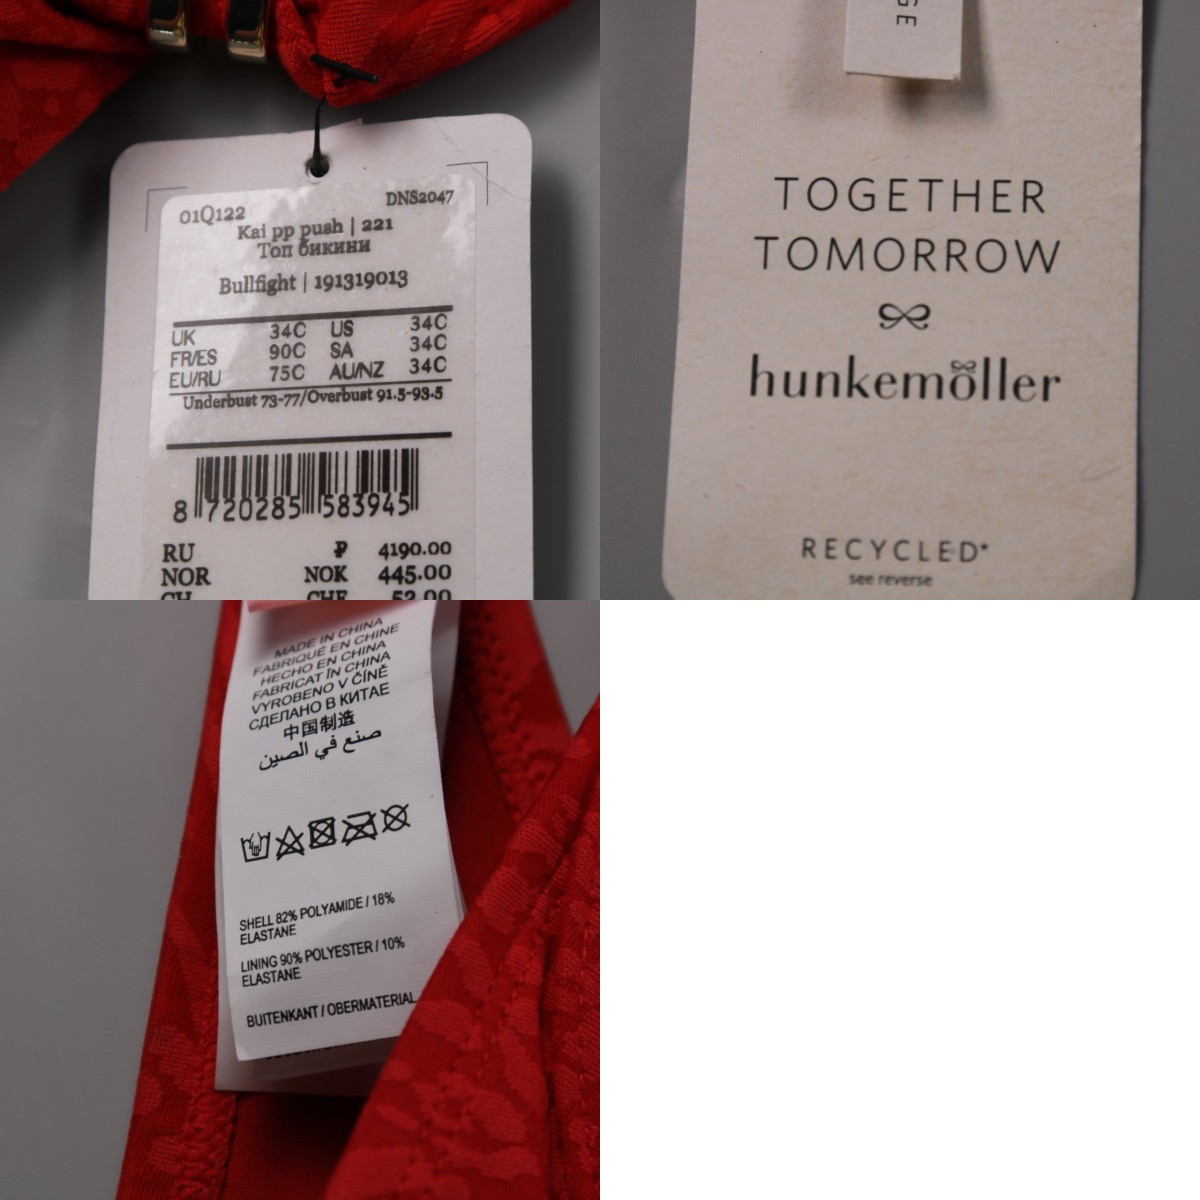 01Q122 DNS2047
Kai pp push | 221
Топ бикини
Bullfight | 191319013
UK 34C US 34C
FR/ES 90C SA 34C
EU/RU 75C AU/NZ 34C
Underbust 73-77/Overbust 91.5-93.5
8 720285 583945
RU ₽ 4190.00
NOR NOK 445.00
CH CHF 52.00
TOGETHER
TOMORROW
hunkemöller
RECYCLED*
see reverse
MADE IN CHINA
FABRIQUÉ EN CHINE
HECHO EN CHINA
FABRICAT ÎN CHINA
VYROBENO V ČÍNĚ
СДЕЛАНО В КИТАЕ
中国制造
صنع في الصين
SHELL 82% POLYAMIDE / 18%
ELASTANE
LINING 90% POLYESTER / 10%
ELASTANE
BUITENKANT / OBERMATERIAL